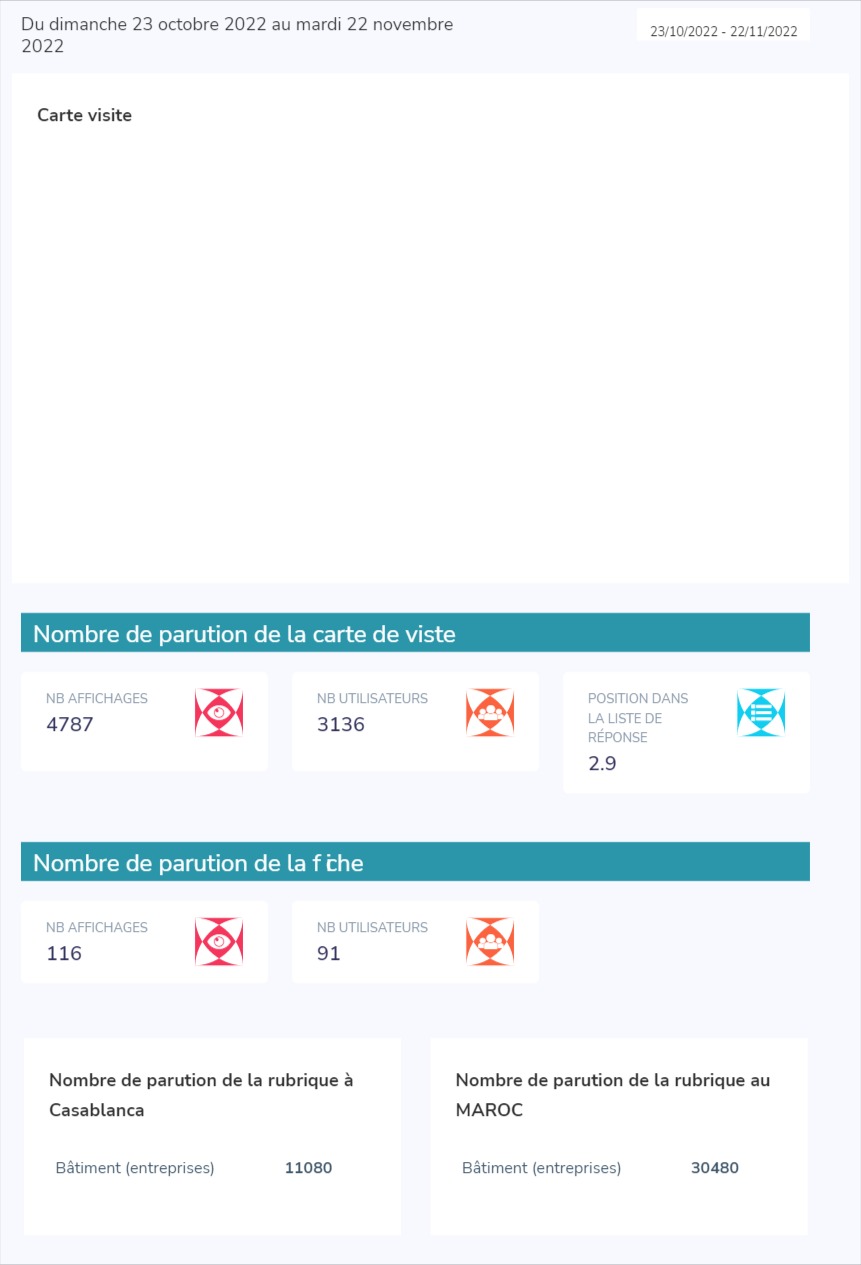 Du dimanche 23 octobre 2022 au mardi 22 novembre
2022
23/10/2022 - 22/11/2022
Carte visite
Nombre de parution de la carte de viste
NB AFFICHAGES
4787
NB UTILISATEURS
3136
POSITION DANS
LA LISTE DE
RÉPONSE
2.9
Nombre de parution de la fiche
NB AFFICHAGES
116
NB UTILISATEURS
91
Nombre de parution de la rubrique à
Casablanca
Bâtiment (entreprises) 11080
Nombre de parution de la rubrique au
MAROC
Bâtiment (entreprises) 30480